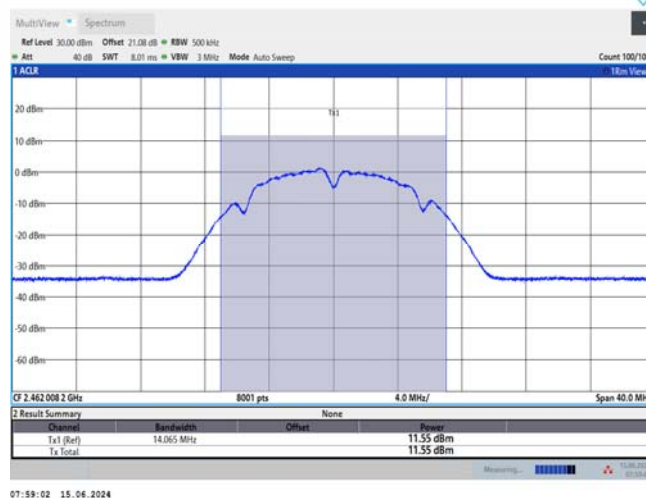 MultiView Spectrum
Ref Level 30.00 dBm Offset 21.08 dB RBW 500 kHz
Att 40 dB SWT 8.01 ms VBW 3 MHz Mode Auto Sweep Count 100/10
1 ACLR 1Rm View
Tx1
20 dBm
10 dBm
0 dBm
-10 dBm
-20 dBm
-30 dBm
-40 dBm
-50 dBm
-60 dBm
CF 2.462 008 2 GHz 8001 pts 4.0 MHz/ Span 40.0 MH
2 Result Summary None
Channel Bandwidth Offset Power
Tx1 (Ref) 14.065 MHz 11.55 dBm
Tx Total 11.55 dBm
Measuring...
07:59:02 15.06.2024